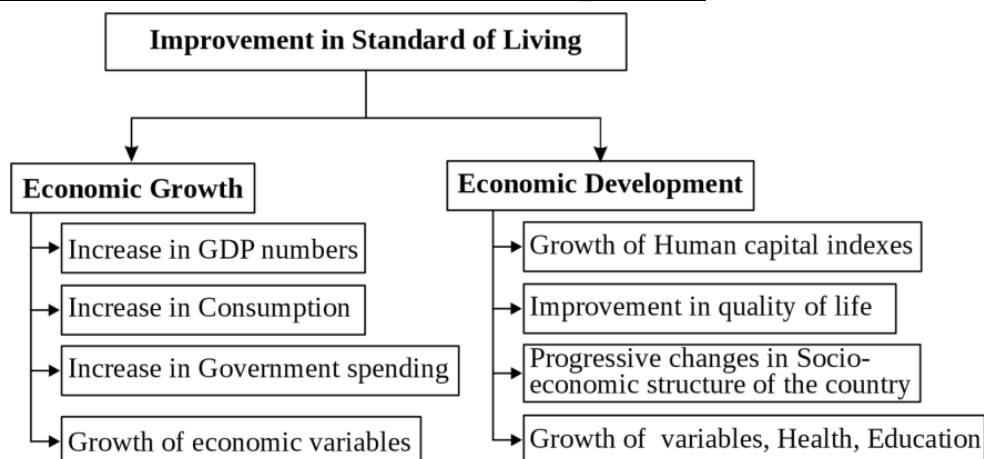 Improvement in Standard of Living
Economic Growth
Increase in GDP numbers
Increase in Consumption
Increase in Government spending
Growth of economic variables
Economic Development
Growth of Human capital indexes
Improvement in quality of life
Progressive changes in Socio-
economic structure of the country
Growth of variables, Health, Education